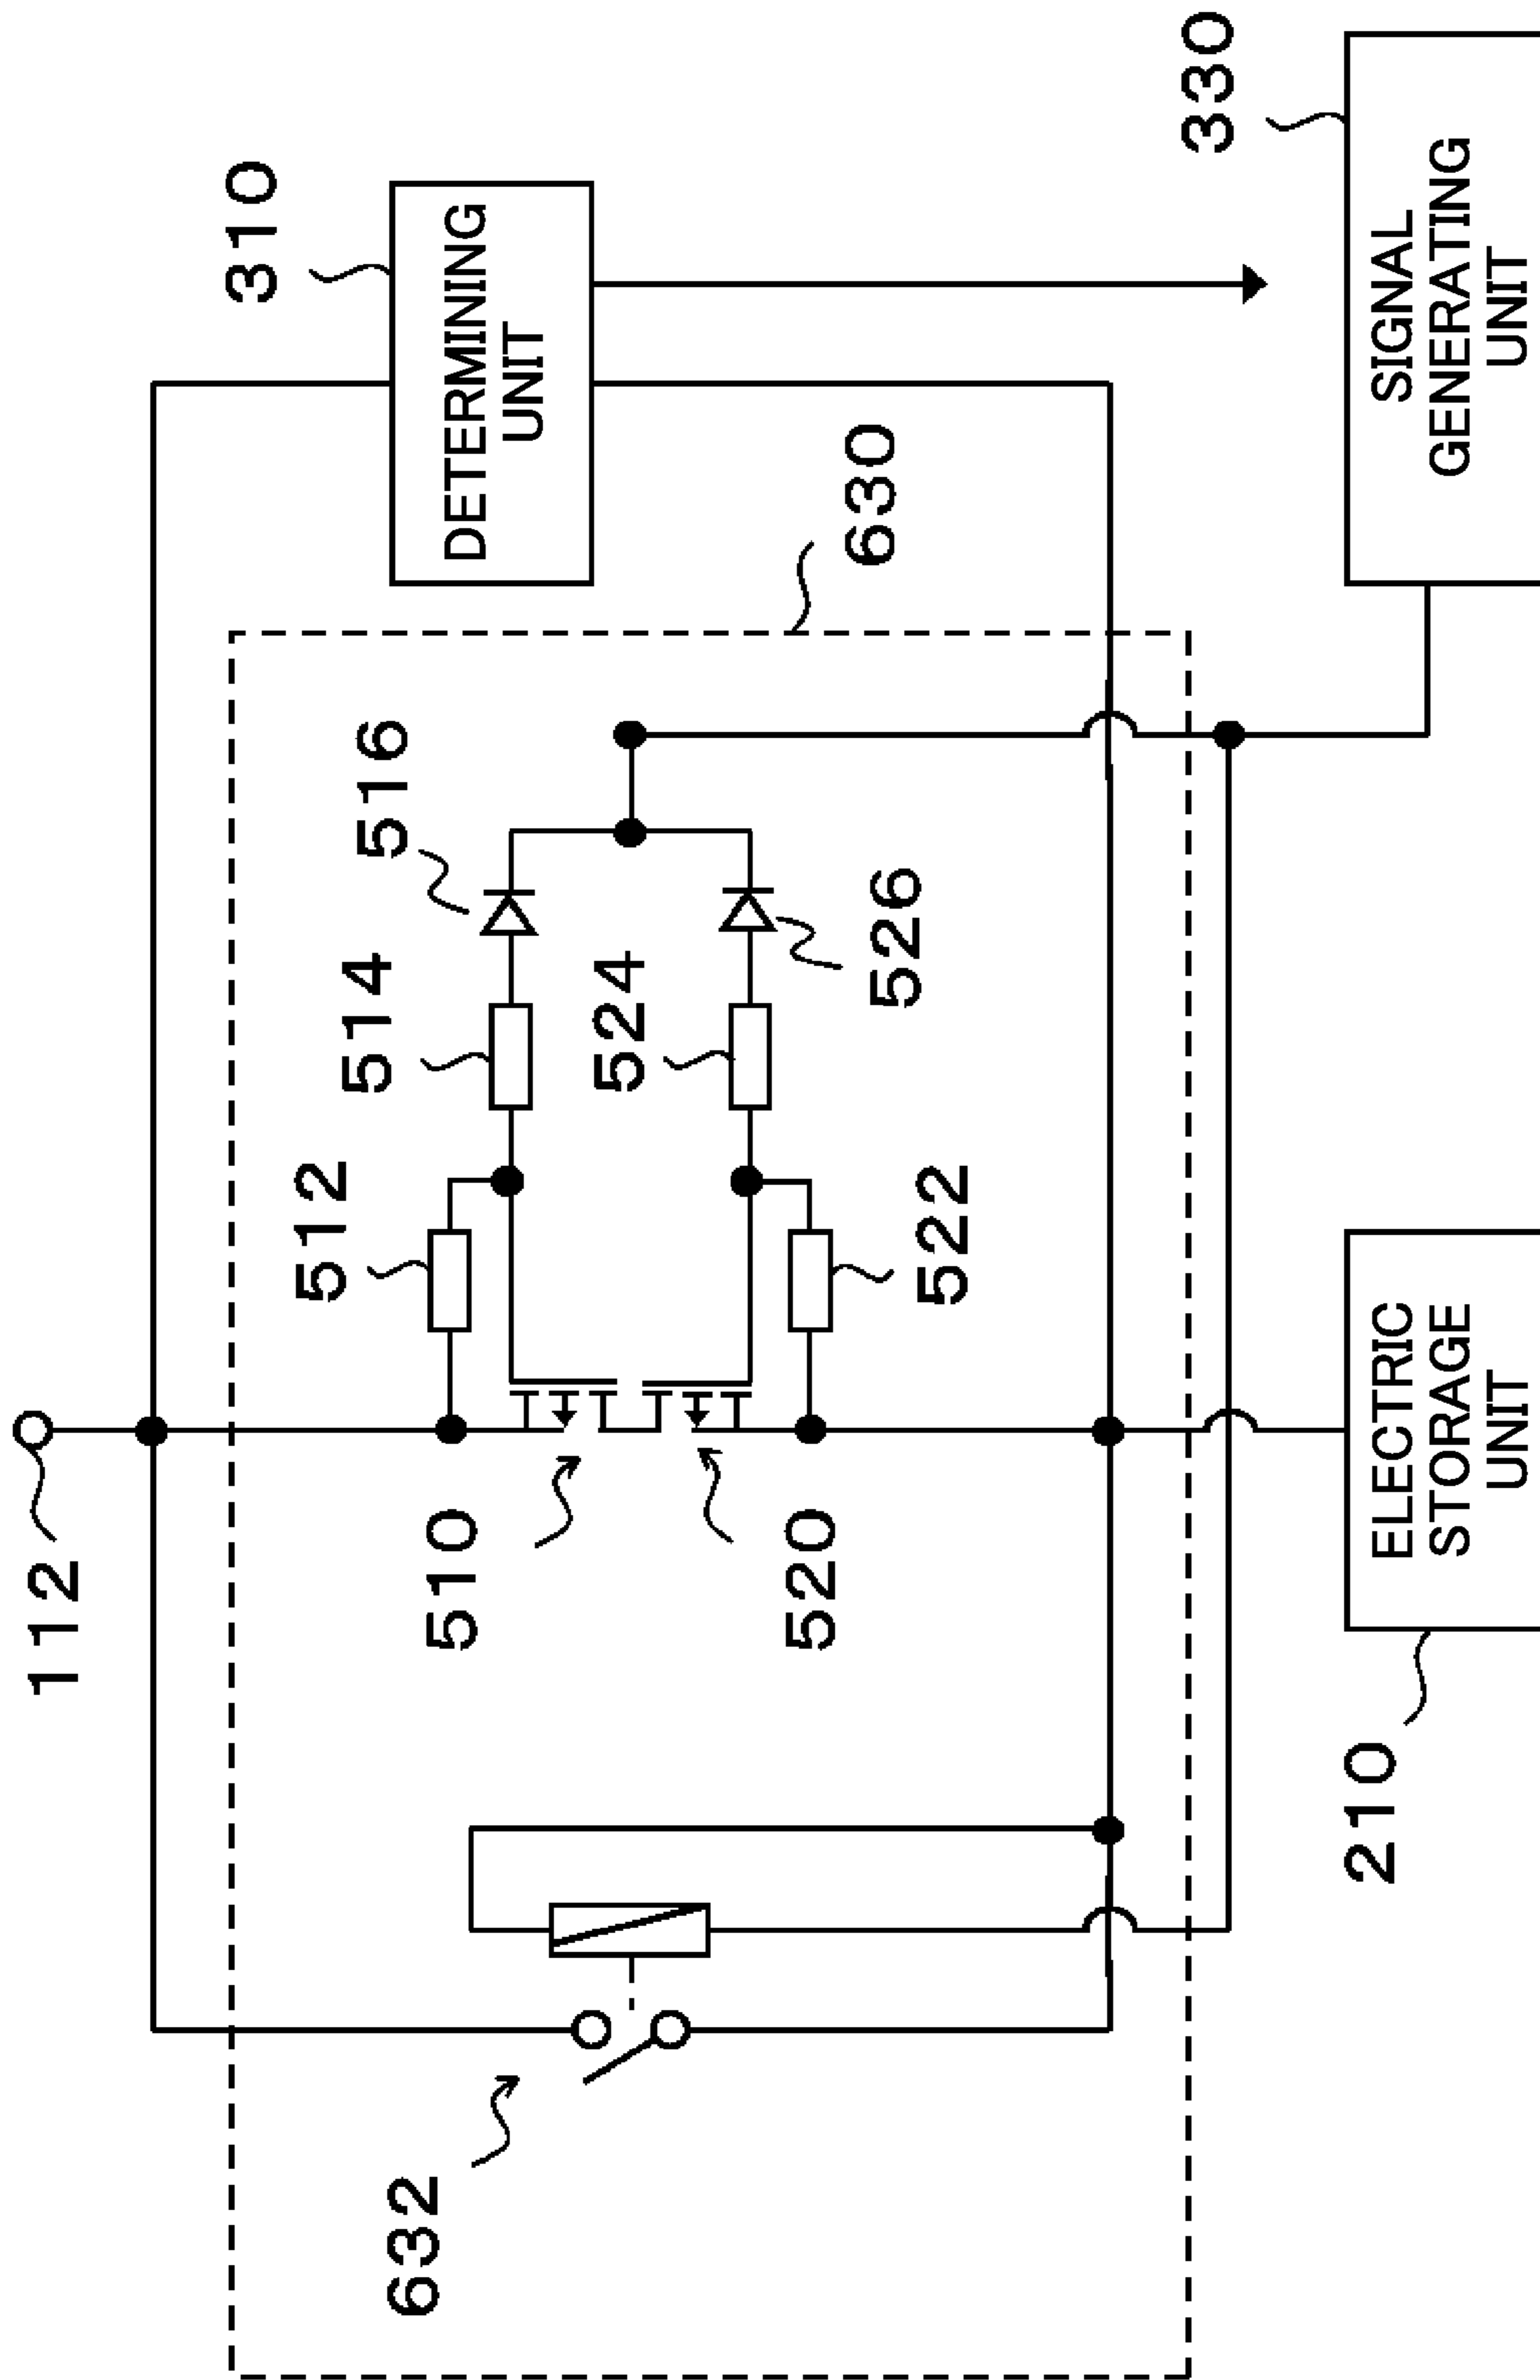 112
632
510
520
512
514
516
522
524
526
630
310
DETERMINING
UNIT
330
SIGNAL
GENERATING
UNIT
210
ELECTRIC
STORAGE
UNIT